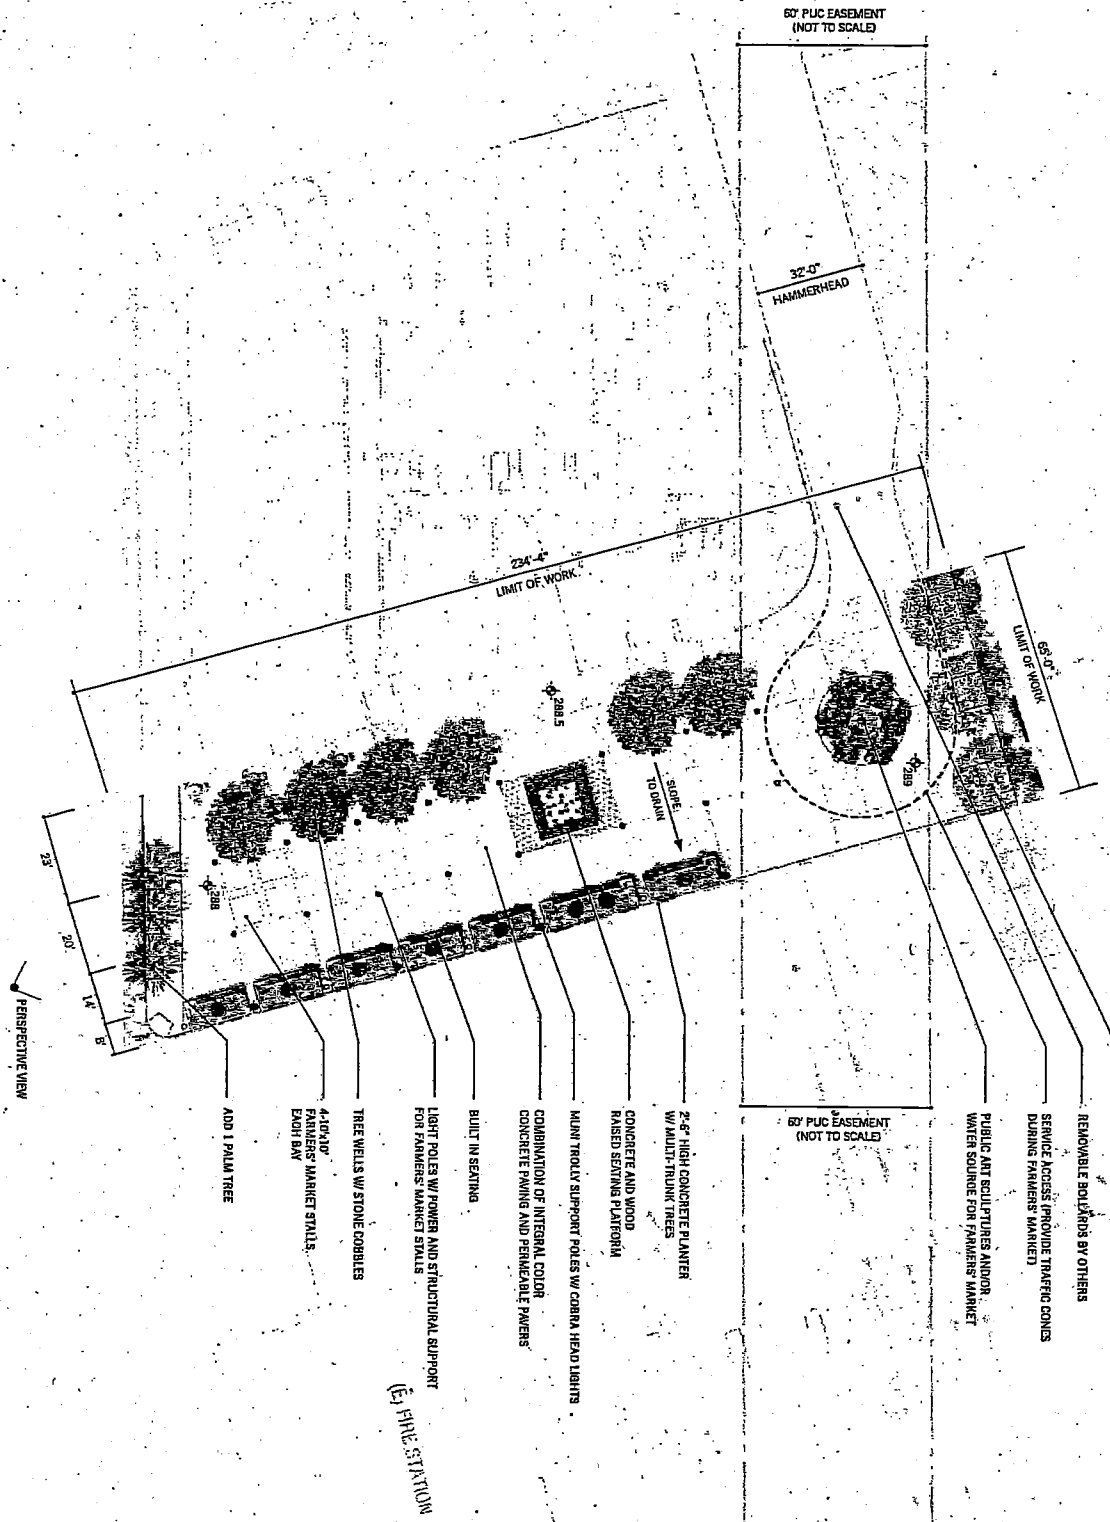 60' PUC EASEMENT
(NOT TO SCALE)
32'-0"
HAMMERHEAD
234'-4"
LIMIT OF WORK
65'-0"
LIMIT OF WORK
288.5
289
288
SLOPE
TO DRAIN
23'
20'
14'
8'
PERSPECTIVE VIEW
60' PUC EASEMENT
(NOT TO SCALE)
REMOVABLE BOLLARDS BY OTHERS
SERVICE ACCESS (PROVIDE TRAFFIC CONES
DURING FARMERS' MARKET)
PUBLIC ART SCULPTURES AND/OR
WATER SOURCE FOR FARMERS' MARKET
2'-6" HIGH CONCRETE PLANTER
W/ MULTI-TRUNK TREES
CONCRETE AND WOOD
RAISED SEATING PLATFORM
MUNI TROLLY SUPPORT POLES W/ COBRA HEAD LIGHTS
COMBINATION OF INTEGRAL COLOR
CONCRETE PAVING AND PERMEABLE PAVERS
BUILT IN SEATING
LIGHT POLES W/ POWER AND STRUCTURAL SUPPORT
FOR FARMERS' MARKET STALLS
TREE WELLS W/ STONE COBBLES
4-10'x10'
FARMERS' MARKET STALLS
EACH BAY
ADD 1 PALM TREE
(E) FIRE STATION